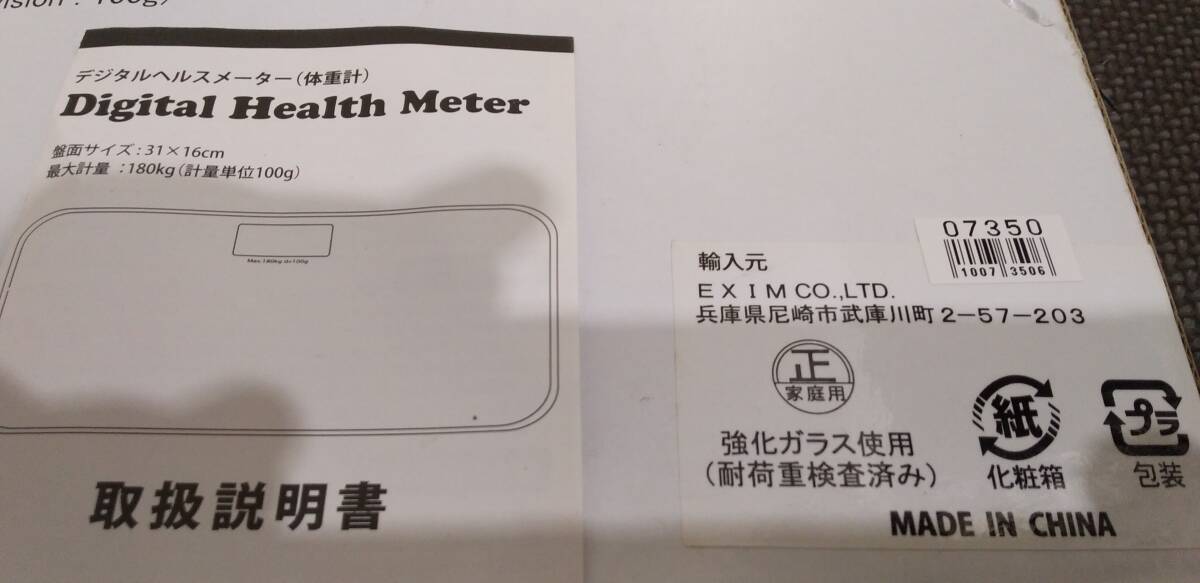 デジタルヘルスメーター(体重計)
Digital Health Meter
盤面サイズ:31×16cm
最大計量 :180kg(計量単位100g)
Max:180kg d=100g
取扱説明書
07350
1007 3506
輸入元
EXIM CO.,LTD.
兵庫県尼崎市武庫川町2-57-203
正
家庭用
強化ガラス使用
(耐荷重検査済み)
紙
化粧箱
プラ
包装
MADE IN CHINA